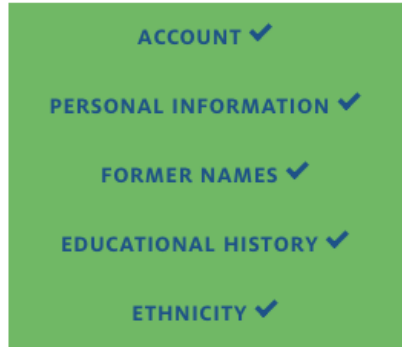 ACCOUNT ✔
PERSONAL INFORMATION ✔
FORMER NAMES ✔
EDUCATIONAL HISTORY ✔
ETHNICITY ✔